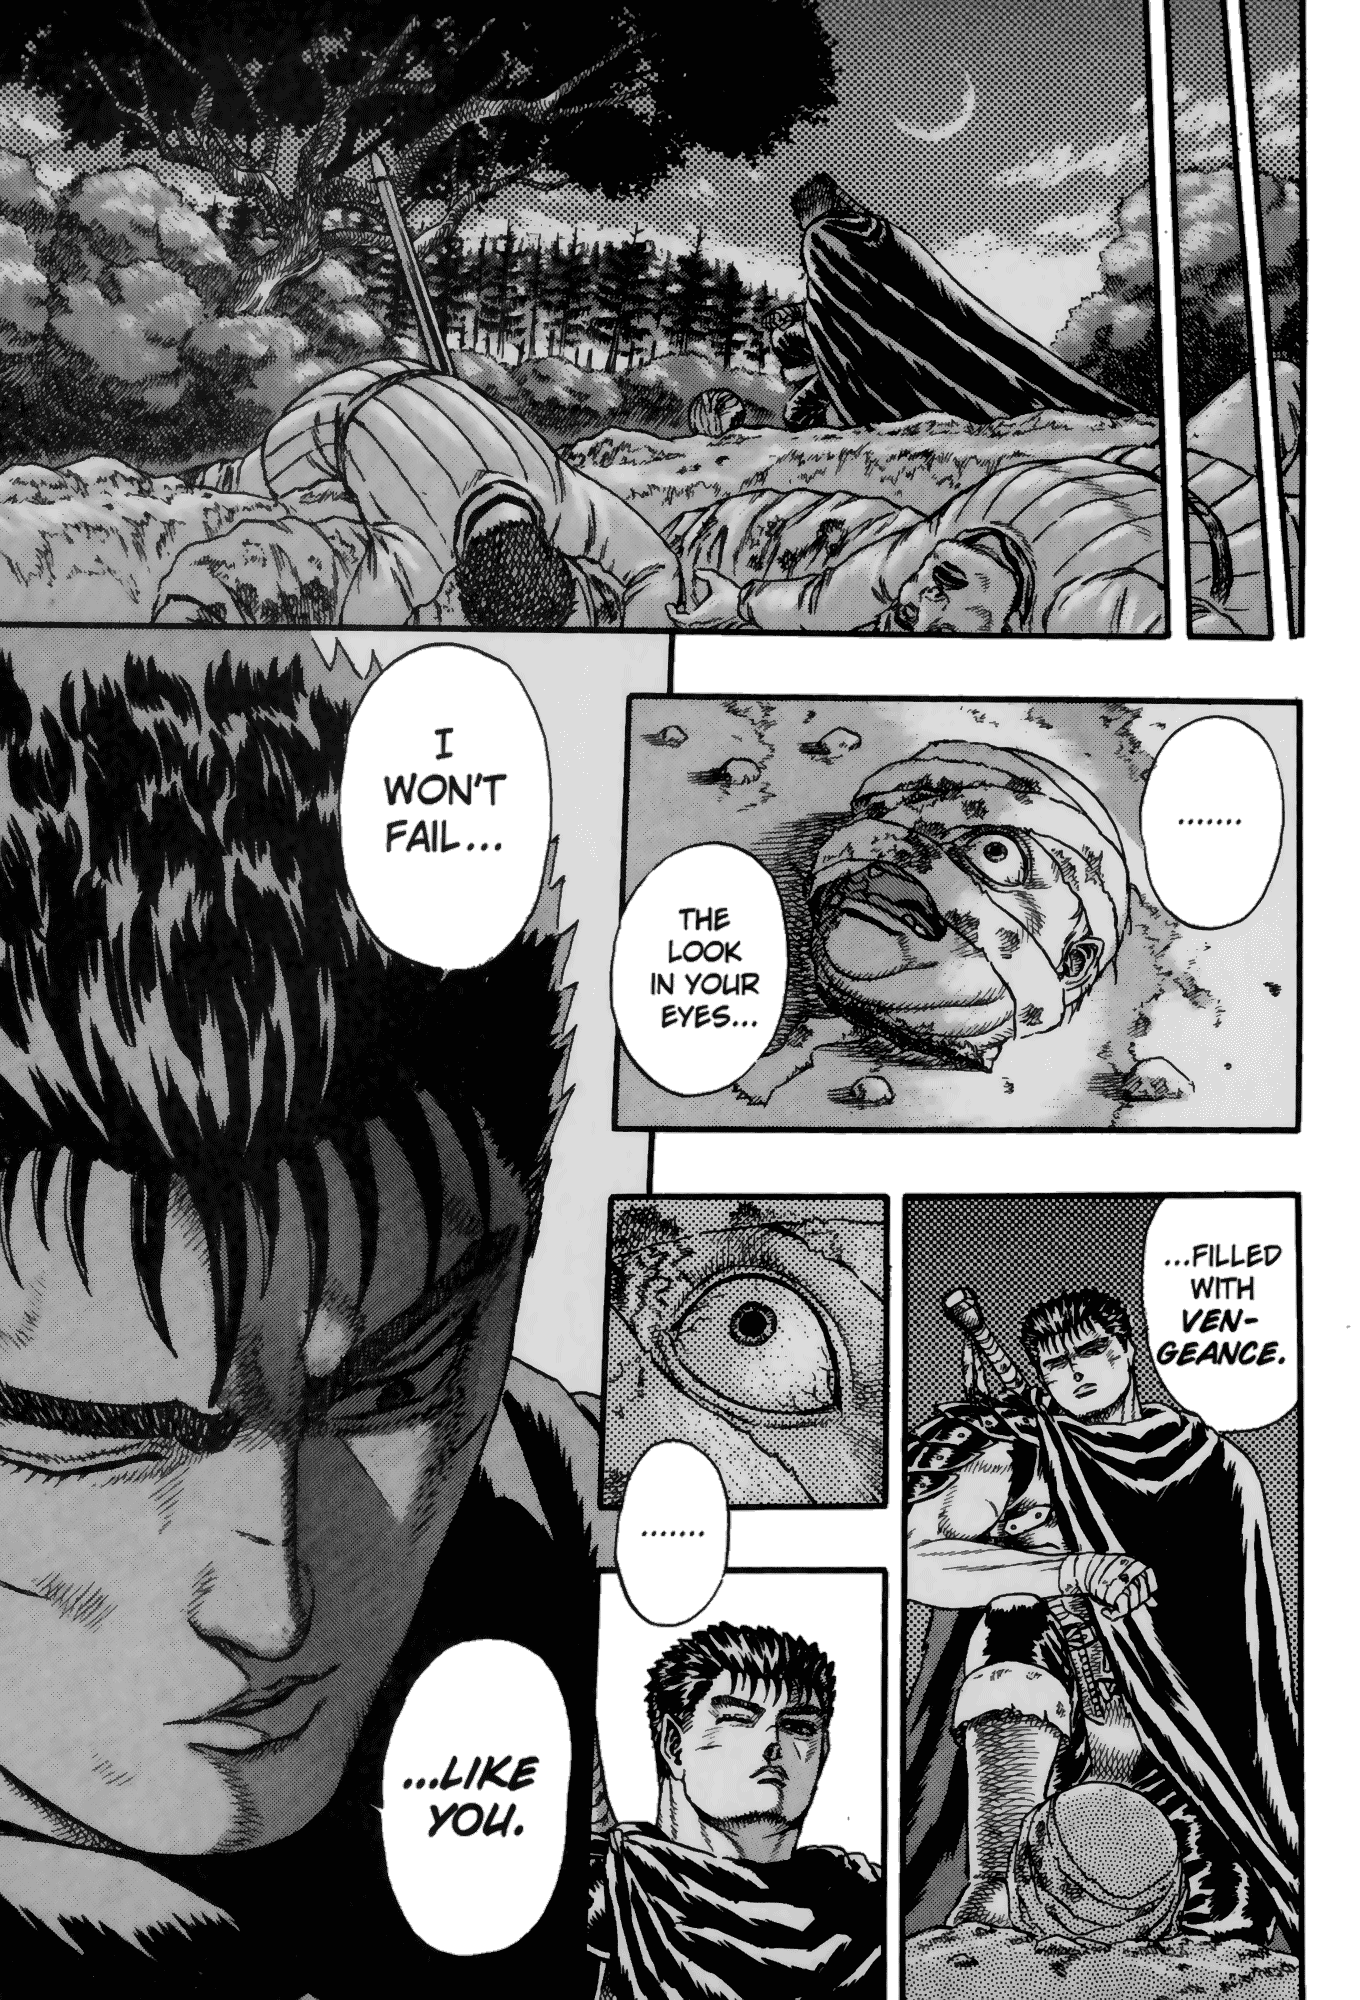 .......
THE
LOOK
IN YOUR
EYES...
...FILLED
WITH
VEN-
GEANCE.
.......
I
WON'T
FAIL...
...LIKE
YOU.